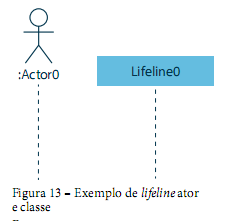 :Actor0
Lifeline0
Figura 13 – Exemplo de lifeline ator
e classe